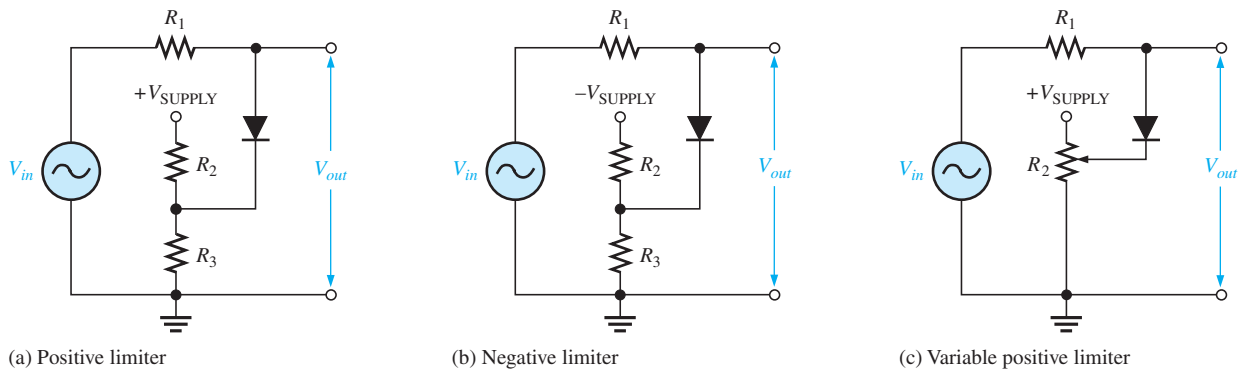 R1
+VSUPPLY
R2
Vin
Vout
R3
(a) Positive limiter
R1
–VSUPPLY
R2
Vin
Vout
R3
(b) Negative limiter
R1
+VSUPPLY
R2
Vin
Vout
(c) Variable positive limiter